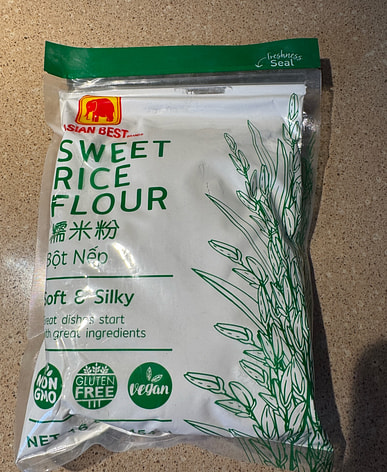 freshness
Seal
ASIAN BEST BRAND
SWEET
RICE
FLOUR
糯米粉
Bột Nếp
Soft & Silky
Great dishes start
with great ingredients
NON
GMO
GLUTEN
FREE
Vegan
NET